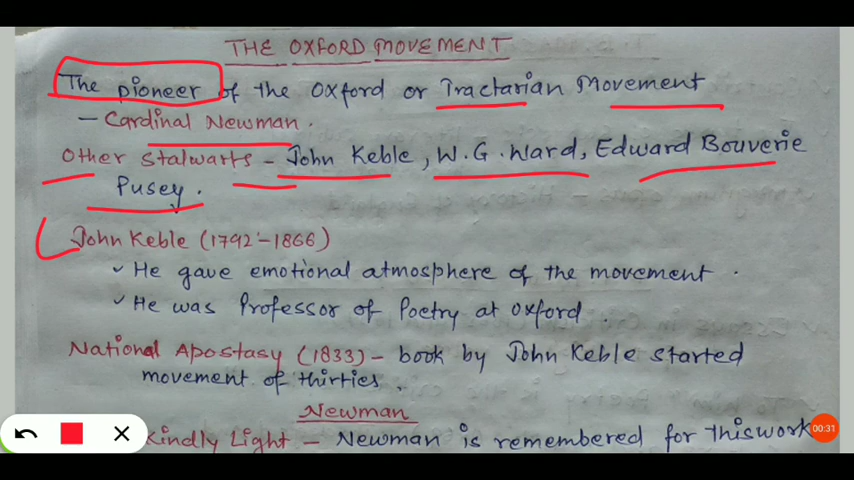 THE OXFORD MOVEMENT
The pioneer of the Oxford or Tractarian Movement
- Cardinal Newman.
Other stalwarts - John Keble, W.G. Ward, Edward Bouverie
Pusey.
John Keble (1792-1866)
✓ He gave emotional atmosphere of the movement.
✓ He was Professor of Poetry at Oxford.
National Apostasy (1833) - book by John Keble started
movement of thirties.
Newman
Kindly Light - Newman is remembered for this work
00:31